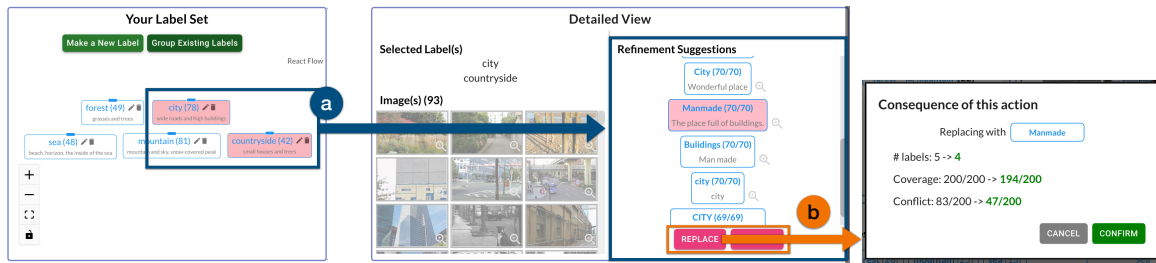 Your Label Set
Make a New Label
Group Existing Labels
React Flow
forest (49)
grasses and trees
city (78)
wide roads and high buildings
sea (48)
beach, horizon, the inside of the sea
mountain (81)
mountain and sky, snow-covered peak
countryside (42)
small houses and trees
a
Detailed View
Selected Label(s)
city
countryside
Image(s) (93)
Refinement Suggestions
City (70/70)
Wonderful place
Manmade (70/70)
The place full of buildings.
Bulidings (70/70)
Man made
city (70/70)
city
CITY (69/69)
REPLACE
b
Consequence of this action
Replacing with Manmade
# labels: 5 -> 4
Coverage: 200/200 -> 194/200
Conflict: 83/200 -> 47/200
CANCEL
CONFIRM